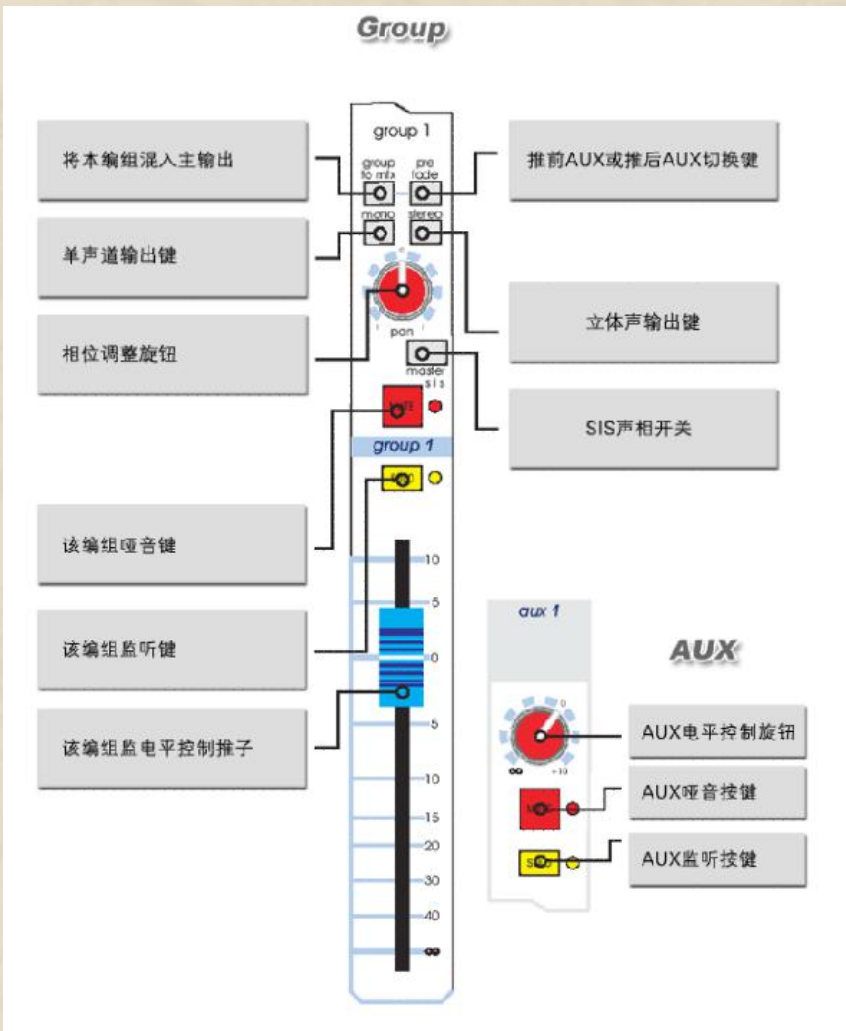 Group
group 1
group
to mix
pre
fade
mono
stereo
0
pan
master
s i s
MUTE
group 1
10
5
0
5
10
15
20
30
40
∞
将本编组混入主输出
单声道输出键
相位调整旋钮
该编组哑音键
该编组监听键
该编组监电平控制推子
推前AUX或推后AUX切换键
立体声输出键
SIS声相开关
aux 1
AUX
0
∞
+10
AUX电平控制旋钮
AUX哑音按键
AUX监听按键